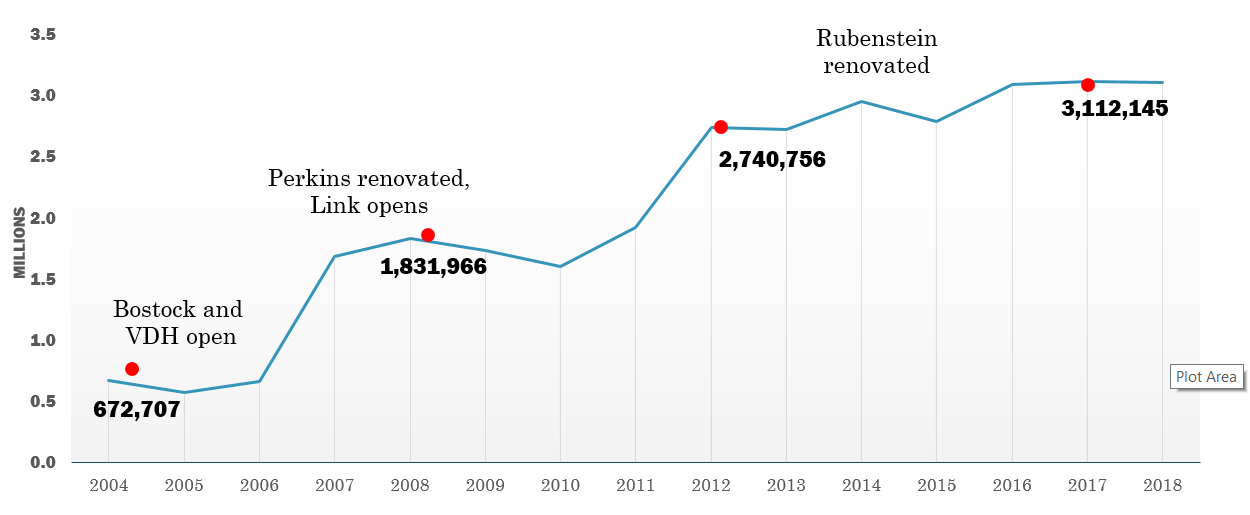 3.5
Rubenstein
renovated
3.0
3,112,145
2.5
2,740,756
Perkins renovated,
Link opens
2.0
MILLIONS
1,831,966
1.5
Bostock and
VDH open
1.0
Plot Area
0.5
672,707
0.0
2004 2005 2006 2007 2008 2009 2010 2011 2012 2013 2014 2015 2016 2017 2018